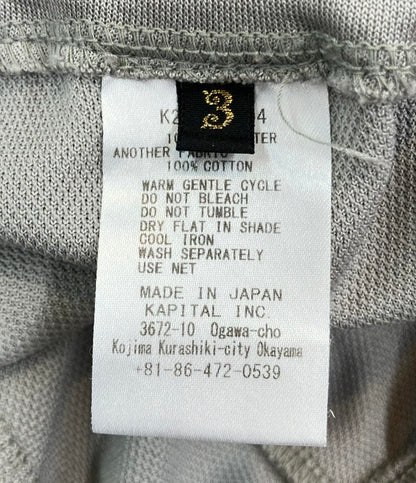 3
K2 4
ANOTHER FABRIC
100% COTTON
WARM GENTLE CYCLE
DO NOT BLEACH
DO NOT TUMBLE
DRY FLAT IN SHADE
COOL IRON
WASH SEPARATELY
USE NET
MADE IN JAPAN
KAPITAL INC.
3672-10 Ogawa-cho
Kojima Kurashiki-city Okayama
+81-86-472-0539